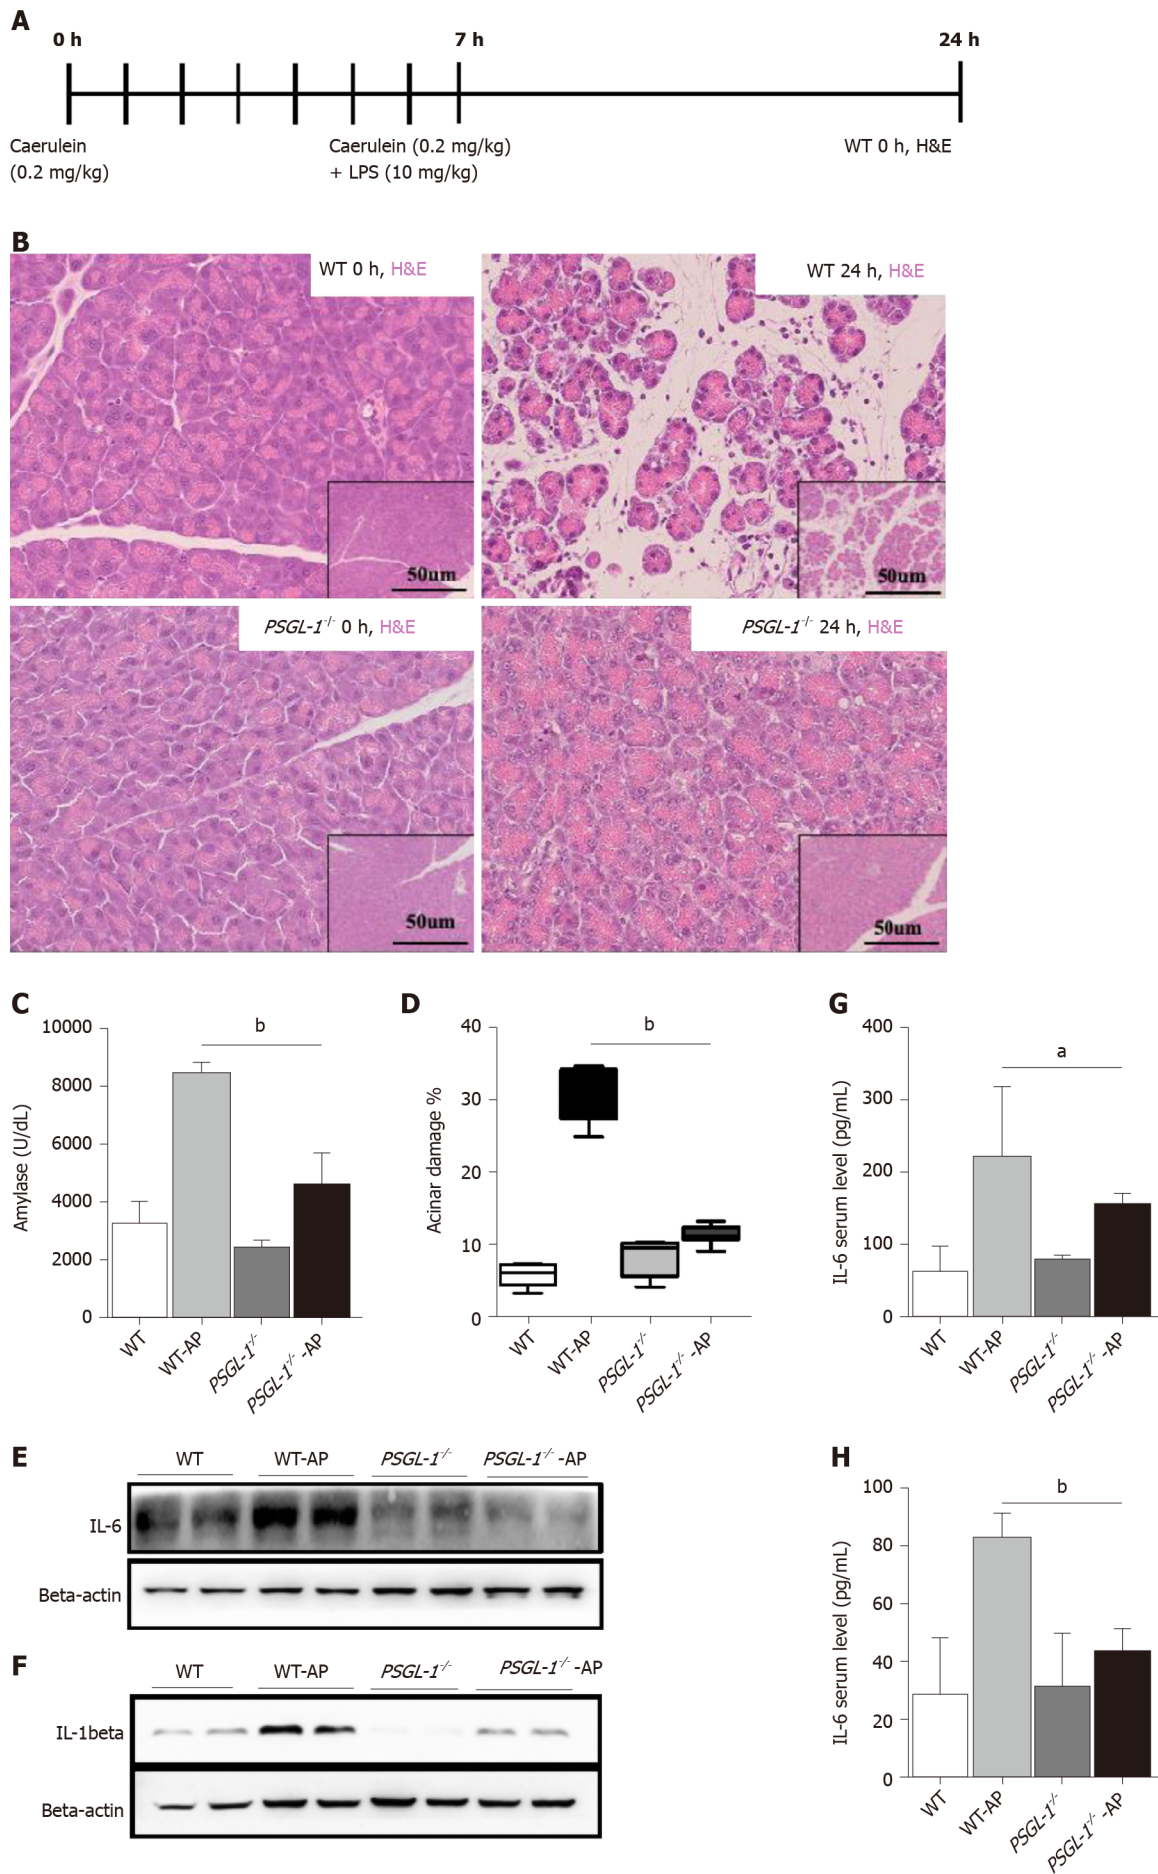 A
0 h 7 h 24 h
Caerulein Caerulein (0.2 mg/kg) WT 0 h, H&E
(0.2 mg/kg) + LPS (10 mg/kg)
B
WT 0 h, H&E
50um
WT 24 h, H&E
50um
PSGL-1-/- 0 h, H&E
50um
PSGL-1-/- 24 h, H&E
50um
C
Amylase (U/dL)
10000
8000
6000
4000
2000
0
b
WT
WT-AP
PSGL-1-/-
PSGL-1-/- -AP
D
Acinar damage %
40
30
20
10
0
b
WT
WT-AP
PSGL-1-/-
PSGL-1-/- -AP
G
IL-6 serum level (pg/mL)
400
300
200
100
0
a
WT
WT-AP
PSGL-1-/-
PSGL-1-/- -AP
E
WT WT-AP PSGL-1-/- PSGL-1-/- -AP
IL-6
Beta-actin
F
WT WT-AP PSGL-1-/- PSGL-1-/- -AP
IL-1beta
Beta-actin
H
IL-6 serum level (pg/mL)
100
80
60
40
20
0
b
WT
WT-AP
PSGL-1-/-
PSGL-1-/- -AP